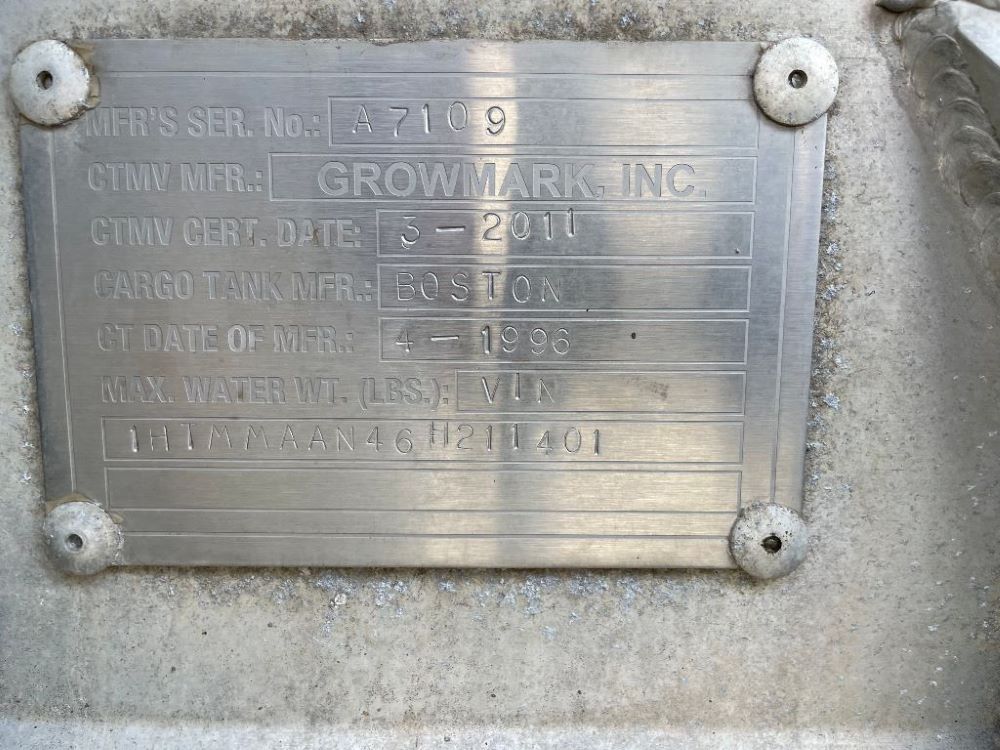 MFR'S SER. No.: A7109
CTMV MFR.: GROWMARK, INC.
CTMV CERT. DATE: 3-2011
CARGO TANK MFR.: BOSTON
CT DATE OF MFR.: 4-1996
MAX. WATER WT. (LBS.): VIN
1HTMMAAN46H211401